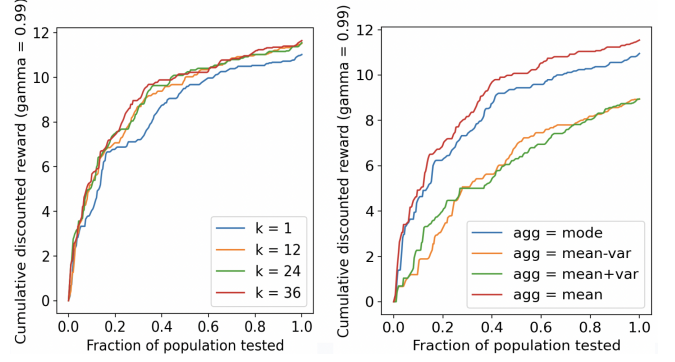 Cumulative discounted reward (gamma = 0.99)
12
10
8
6
4
2
0
k = 1
k = 12
k = 24
k = 36
0.0 0.2 0.4 0.6 0.8 1.0
Fraction of population tested
Cumulative discounted reward (gamma = 0.99)
12
10
8
6
4
2
0
agg = mode
agg = mean-var
agg = mean+var
agg = mean
0.0 0.2 0.4 0.6 0.8 1.0
Fraction of population tested